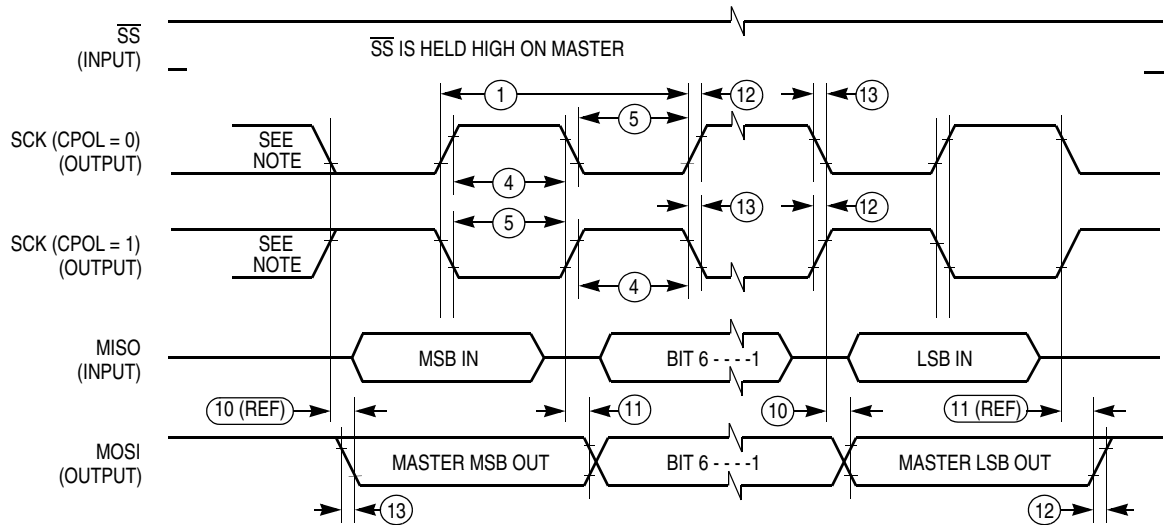 SS
(INPUT)
SS IS HELD HIGH ON MASTER
1
12
13
5
SCK (CPOL = 0)
(OUTPUT)
SEE
NOTE
4
13
12
5
SCK (CPOL = 1)
(OUTPUT)
SEE
NOTE
4
MISO
(INPUT)
MSB IN
BIT 6 - - - -1
LSB IN
10 (REF)
11
10
11 (REF)
MOSI
(OUTPUT)
MASTER MSB OUT
BIT 6 - - - -1
MASTER LSB OUT
13
12